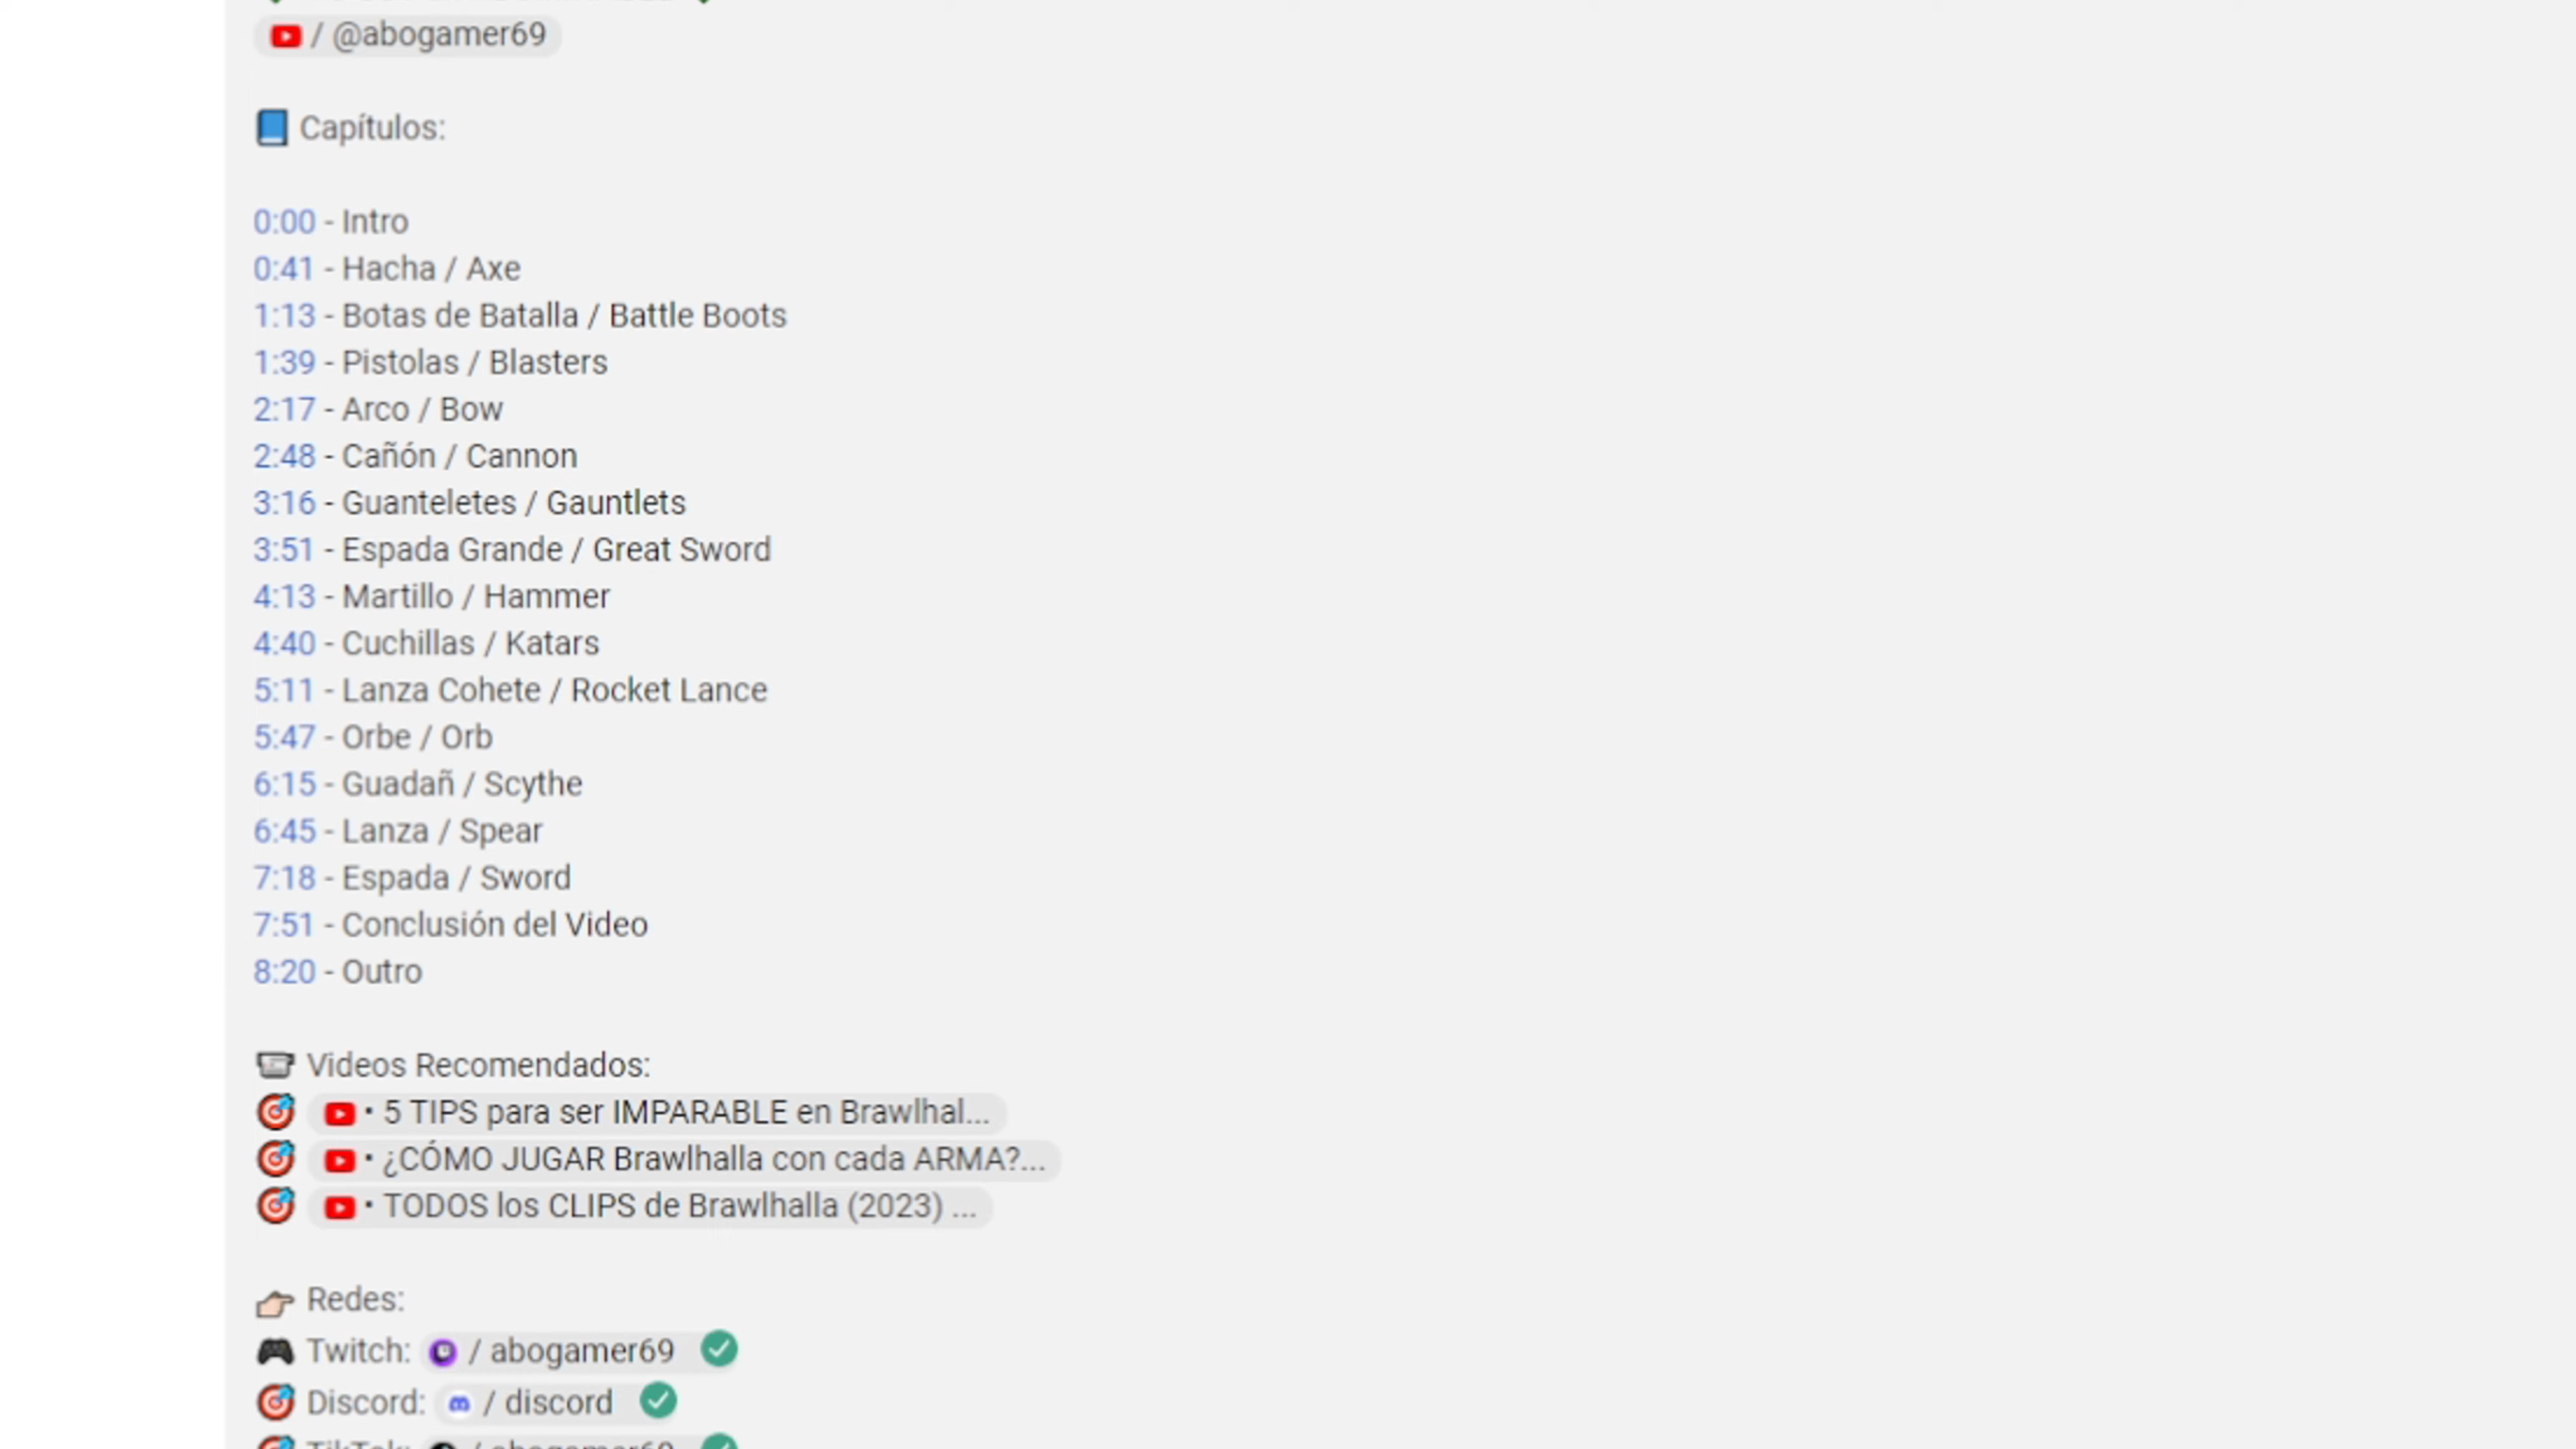 / @abogamer69
Capítulos:
0:00 - Intro
0:41 - Hacha / Axe
1:13 - Botas de Batalla / Battle Boots
1:39 - Pistolas / Blasters
2:17 - Arco / Bow
2:48 - Cañón / Cannon
3:16 - Guanteletes / Gauntlets
3:51 - Espada Grande / Great Sword
4:13 - Martillo / Hammer
4:40 - Cuchillas / Katars
5:11 - Lanza Cohete / Rocket Lance
5:47 - Orbe / Orb
6:15 - Guadañ / Scythe
6:45 - Lanza / Spear
7:18 - Espada / Sword
7:51 - Conclusión del Video
8:20 - Outro
Videos Recomendados:
• 5 TIPS para ser IMPARABLE en Brawlhal...
• ¿CÓMO JUGAR Brawlhalla con cada ARMA?...
• TODOS los CLIPS de Brawlhalla (2023) ...
Redes:
Twitch: / abogamer69
Discord: / discord
TikTok: / abogamer69